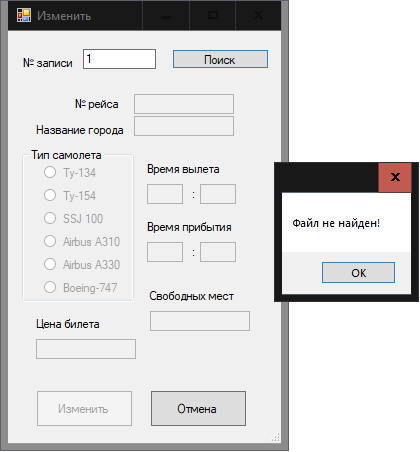 Изменить
№ записи 1 Поиск
№ рейса
Название города
Тип самолета
Ту-134
Ту-154
SSJ 100
Airbus A310
Airbus A330
Boeing-747
Время вылета
:
Время прибытия
:
Свободных мест
Цена билета
Изменить Отмена
x
Файл не найден!
ОК